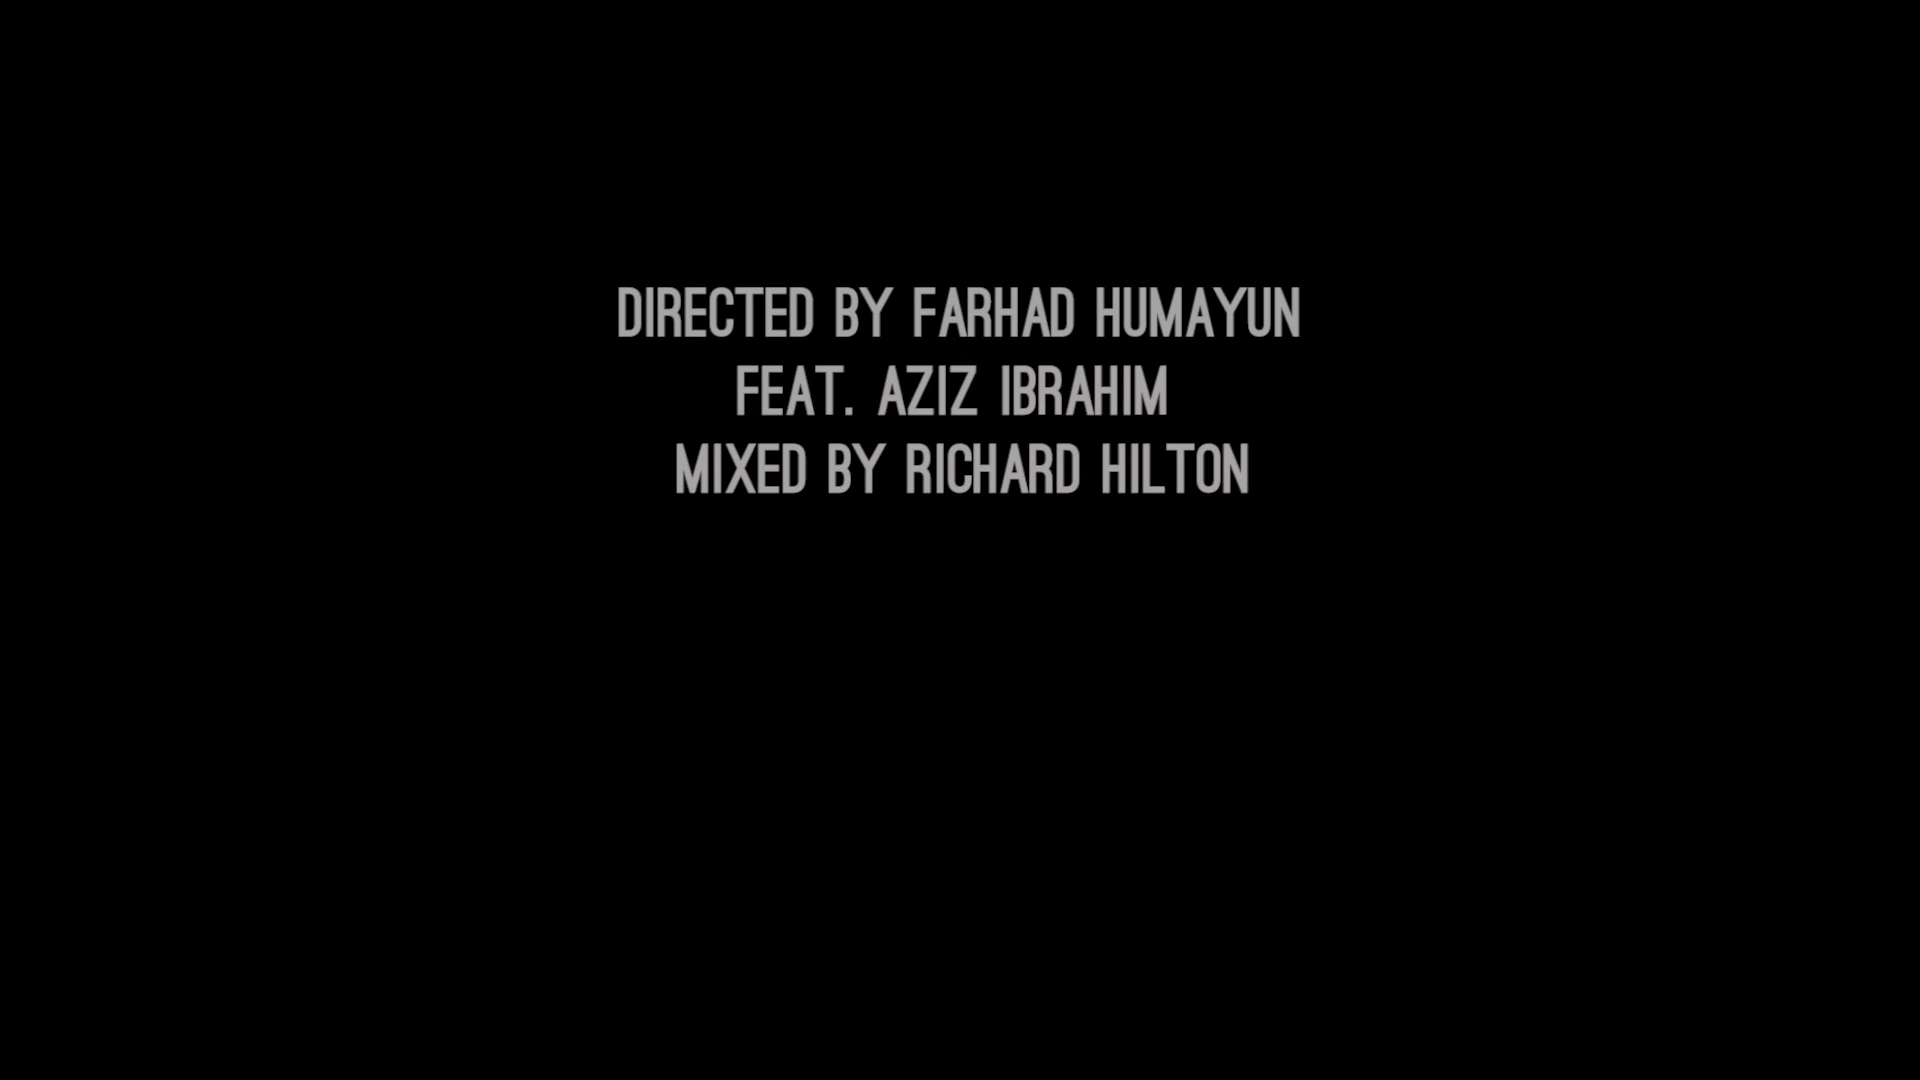 DIRECTED BY FARHAD HUMAYUN
FEAT. AZIZ IBRAHIM
MIXED BY RICHARD HILTON